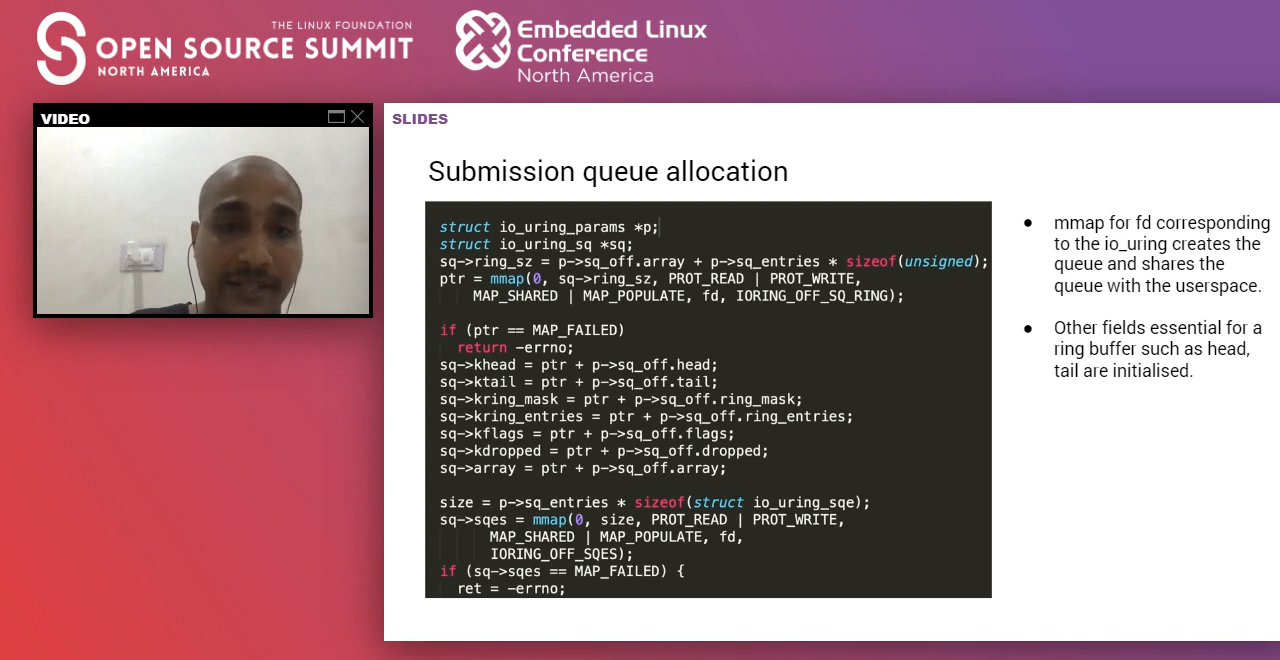 THE LINUX FOUNDATION
OPEN SOURCE SUMMIT
NORTH AMERICA
Embedded Linux
Conference
North America
VIDEO
SLIDES
Submission queue allocation
struct io_uring_params *p;
struct io_uring_sq *sq;
sq->ring_sz = p->sq_off.array + p->sq_entries * sizeof(unsigned);
ptr = mmap(0, sq->ring_sz, PROT_READ | PROT_WRITE,
MAP_SHARED | MAP_POPULATE, fd, IORING_OFF_SQ_RING);
if (ptr == MAP_FAILED)
return -errno;
sq->khead = ptr + p->sq_off.head;
sq->ktail = ptr + p->sq_off.tail;
sq->kring_mask = ptr + p->sq_off.ring_mask;
sq->kring_entries = ptr + p->sq_off.ring_entries;
sq->kflags = ptr + p->sq_off.flags;
sq->kdropped = ptr + p->sq_off.dropped;
sq->array = ptr + p->sq_off.array;
size = p->sq_entries * sizeof(struct io_uring_sqe);
sq->sqes = mmap(0, size, PROT_READ | PROT_WRITE,
MAP_SHARED | MAP_POPULATE, fd,
IORING_OFF_SQES);
if (sq->sqes == MAP_FAILED) {
ret = -errno;
● mmap for fd corresponding
to the io_uring creates the
queue and shares the
queue with the userspace.
● Other fields essential for a
ring buffer such as head,
tail are initialised.